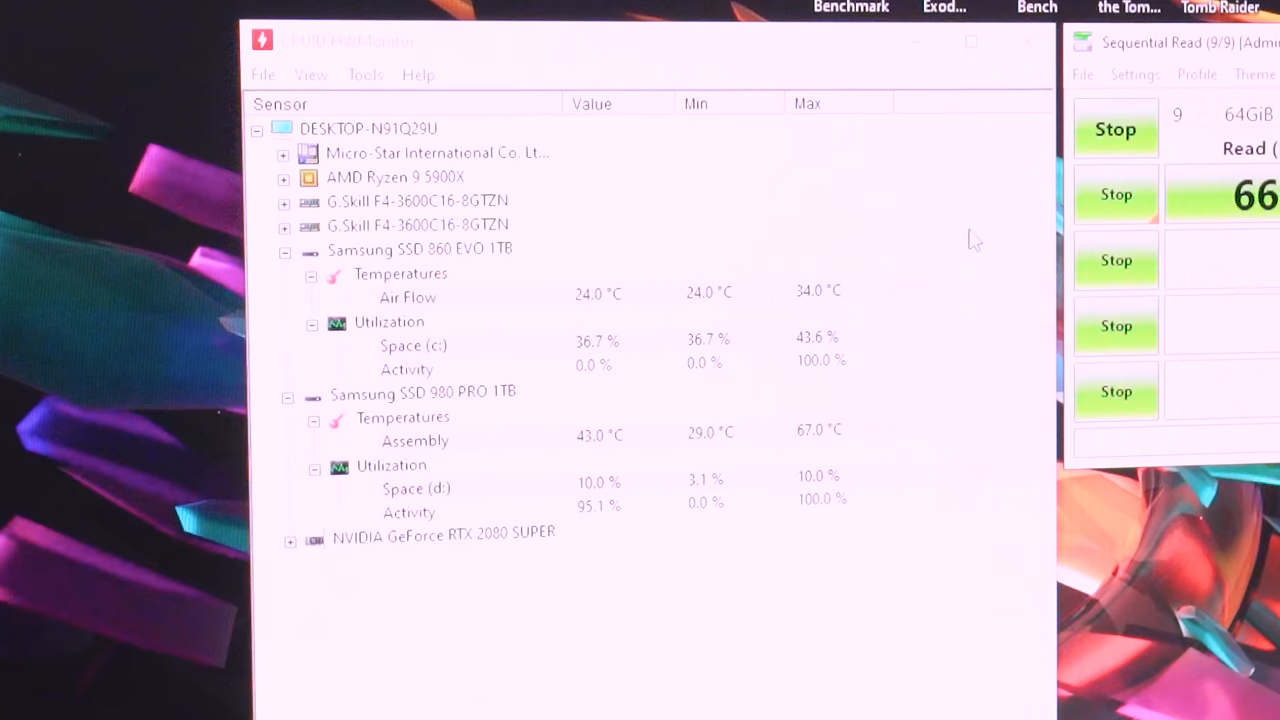 Benchmark Exod... Bench the Tom... Tomb Raider
CPUID HWMonitor
File View Tools Help
Sensor Value Min Max
DESKTOP-N91Q29U
Micro-Star International Co. Lt...
AMD Ryzen 9 5900X
G.Skill F4-3600C16-8GTZN
G.Skill F4-3600C16-8GTZN
Samsung SSD 860 EVO 1TB
Temperatures
Air Flow 24.0 °C 24.0 °C 34.0 °C
Utilization
Space (c:) 36.7 % 36.7 % 43.6 %
Activity 0.0 % 0.0 % 100.0 %
Samsung SSD 980 PRO 1TB
Temperatures
Assembly 43.0 °C 29.0 °C 67.0 °C
Utilization
Space (d:) 10.0 % 3.1 % 10.0 %
Activity 95.1 % 0.0 % 100.0 %
NVIDIA GeForce RTX 2080 SUPER
Sequential Read (9/9) [Admi
File Settings Profile Theme
Stop 9 64GiB
Read (
Stop 66
Stop
Stop
Stop